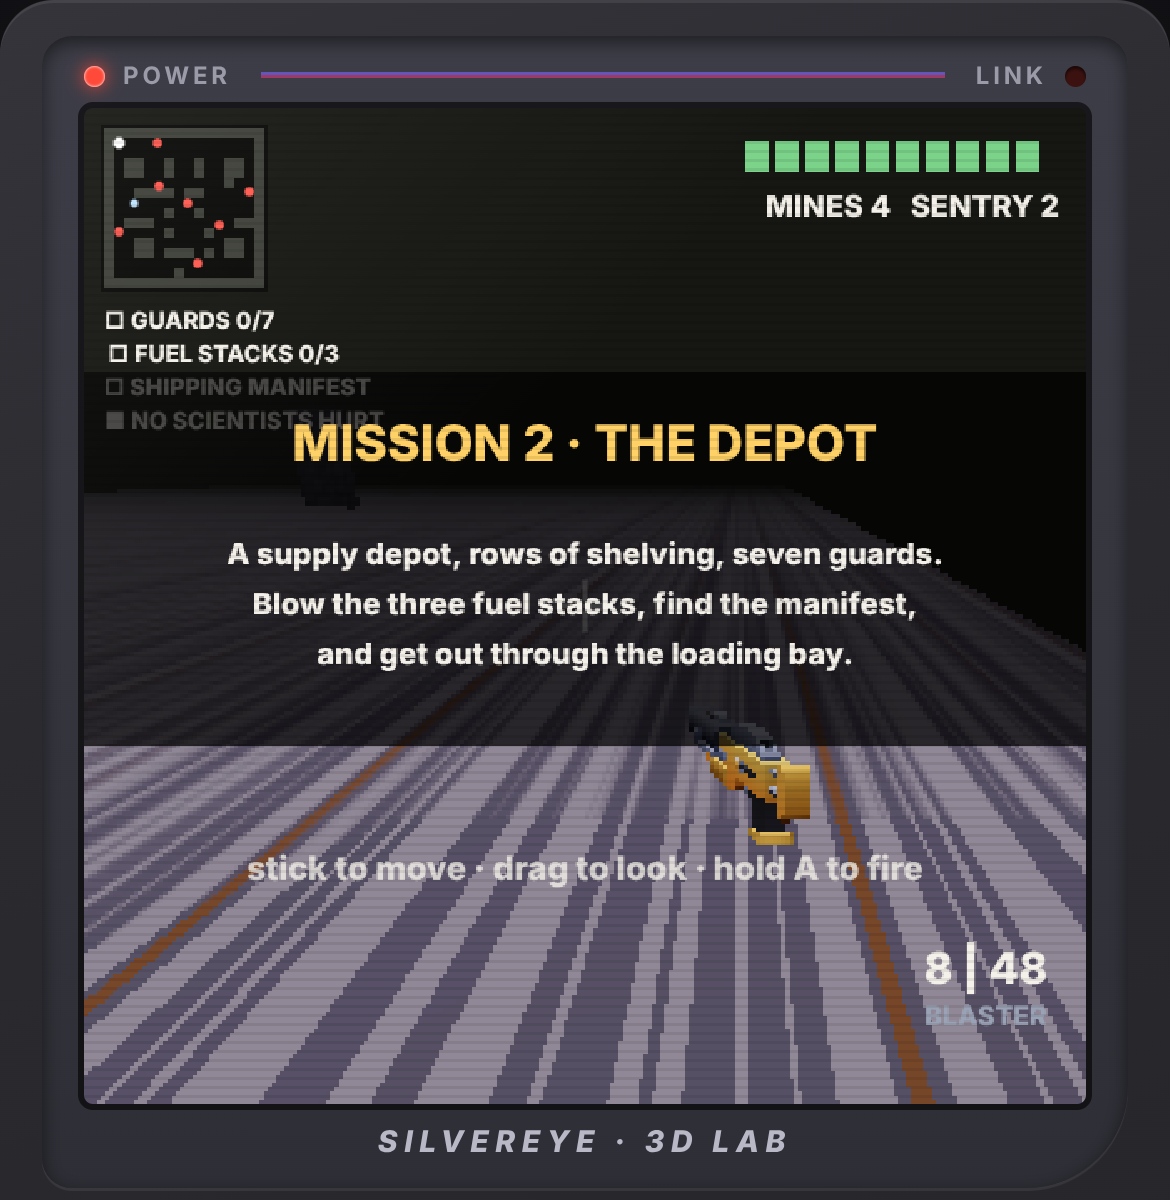 POWER
LINK
MINES 4 SENTRY 2
GUARDS 0/7
FUEL STACKS 0/3
SHIPPING MANIFEST
NO SCIENTISTS HURT
MISSION 2 · THE DEPOT
A supply depot, rows of shelving, seven guards.
Blow the three fuel stacks, find the manifest,
and get out through the loading bay.
stick to move · drag to look · hold A to fire
8 | 48
BLASTER
SILVEREYE · 3D LAB